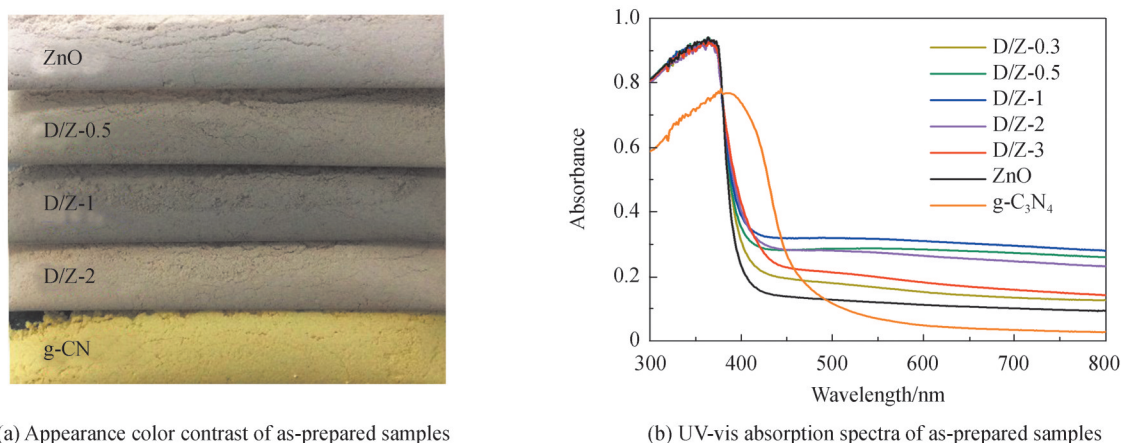 ZnO
D/Z-0.5
D/Z-1
D/Z-2
g-CN
(a) Appearance color contrast of as-prepared samples
1.0
0.8
0.6
0.4
0.2
0
Absorbance
300 400 500 600 700 800
Wavelength/nm
D/Z-0.3
D/Z-0.5
D/Z-1
D/Z-2
D/Z-3
ZnO
g-C₃N₄
(b) UV-vis absorption spectra of as-prepared samples